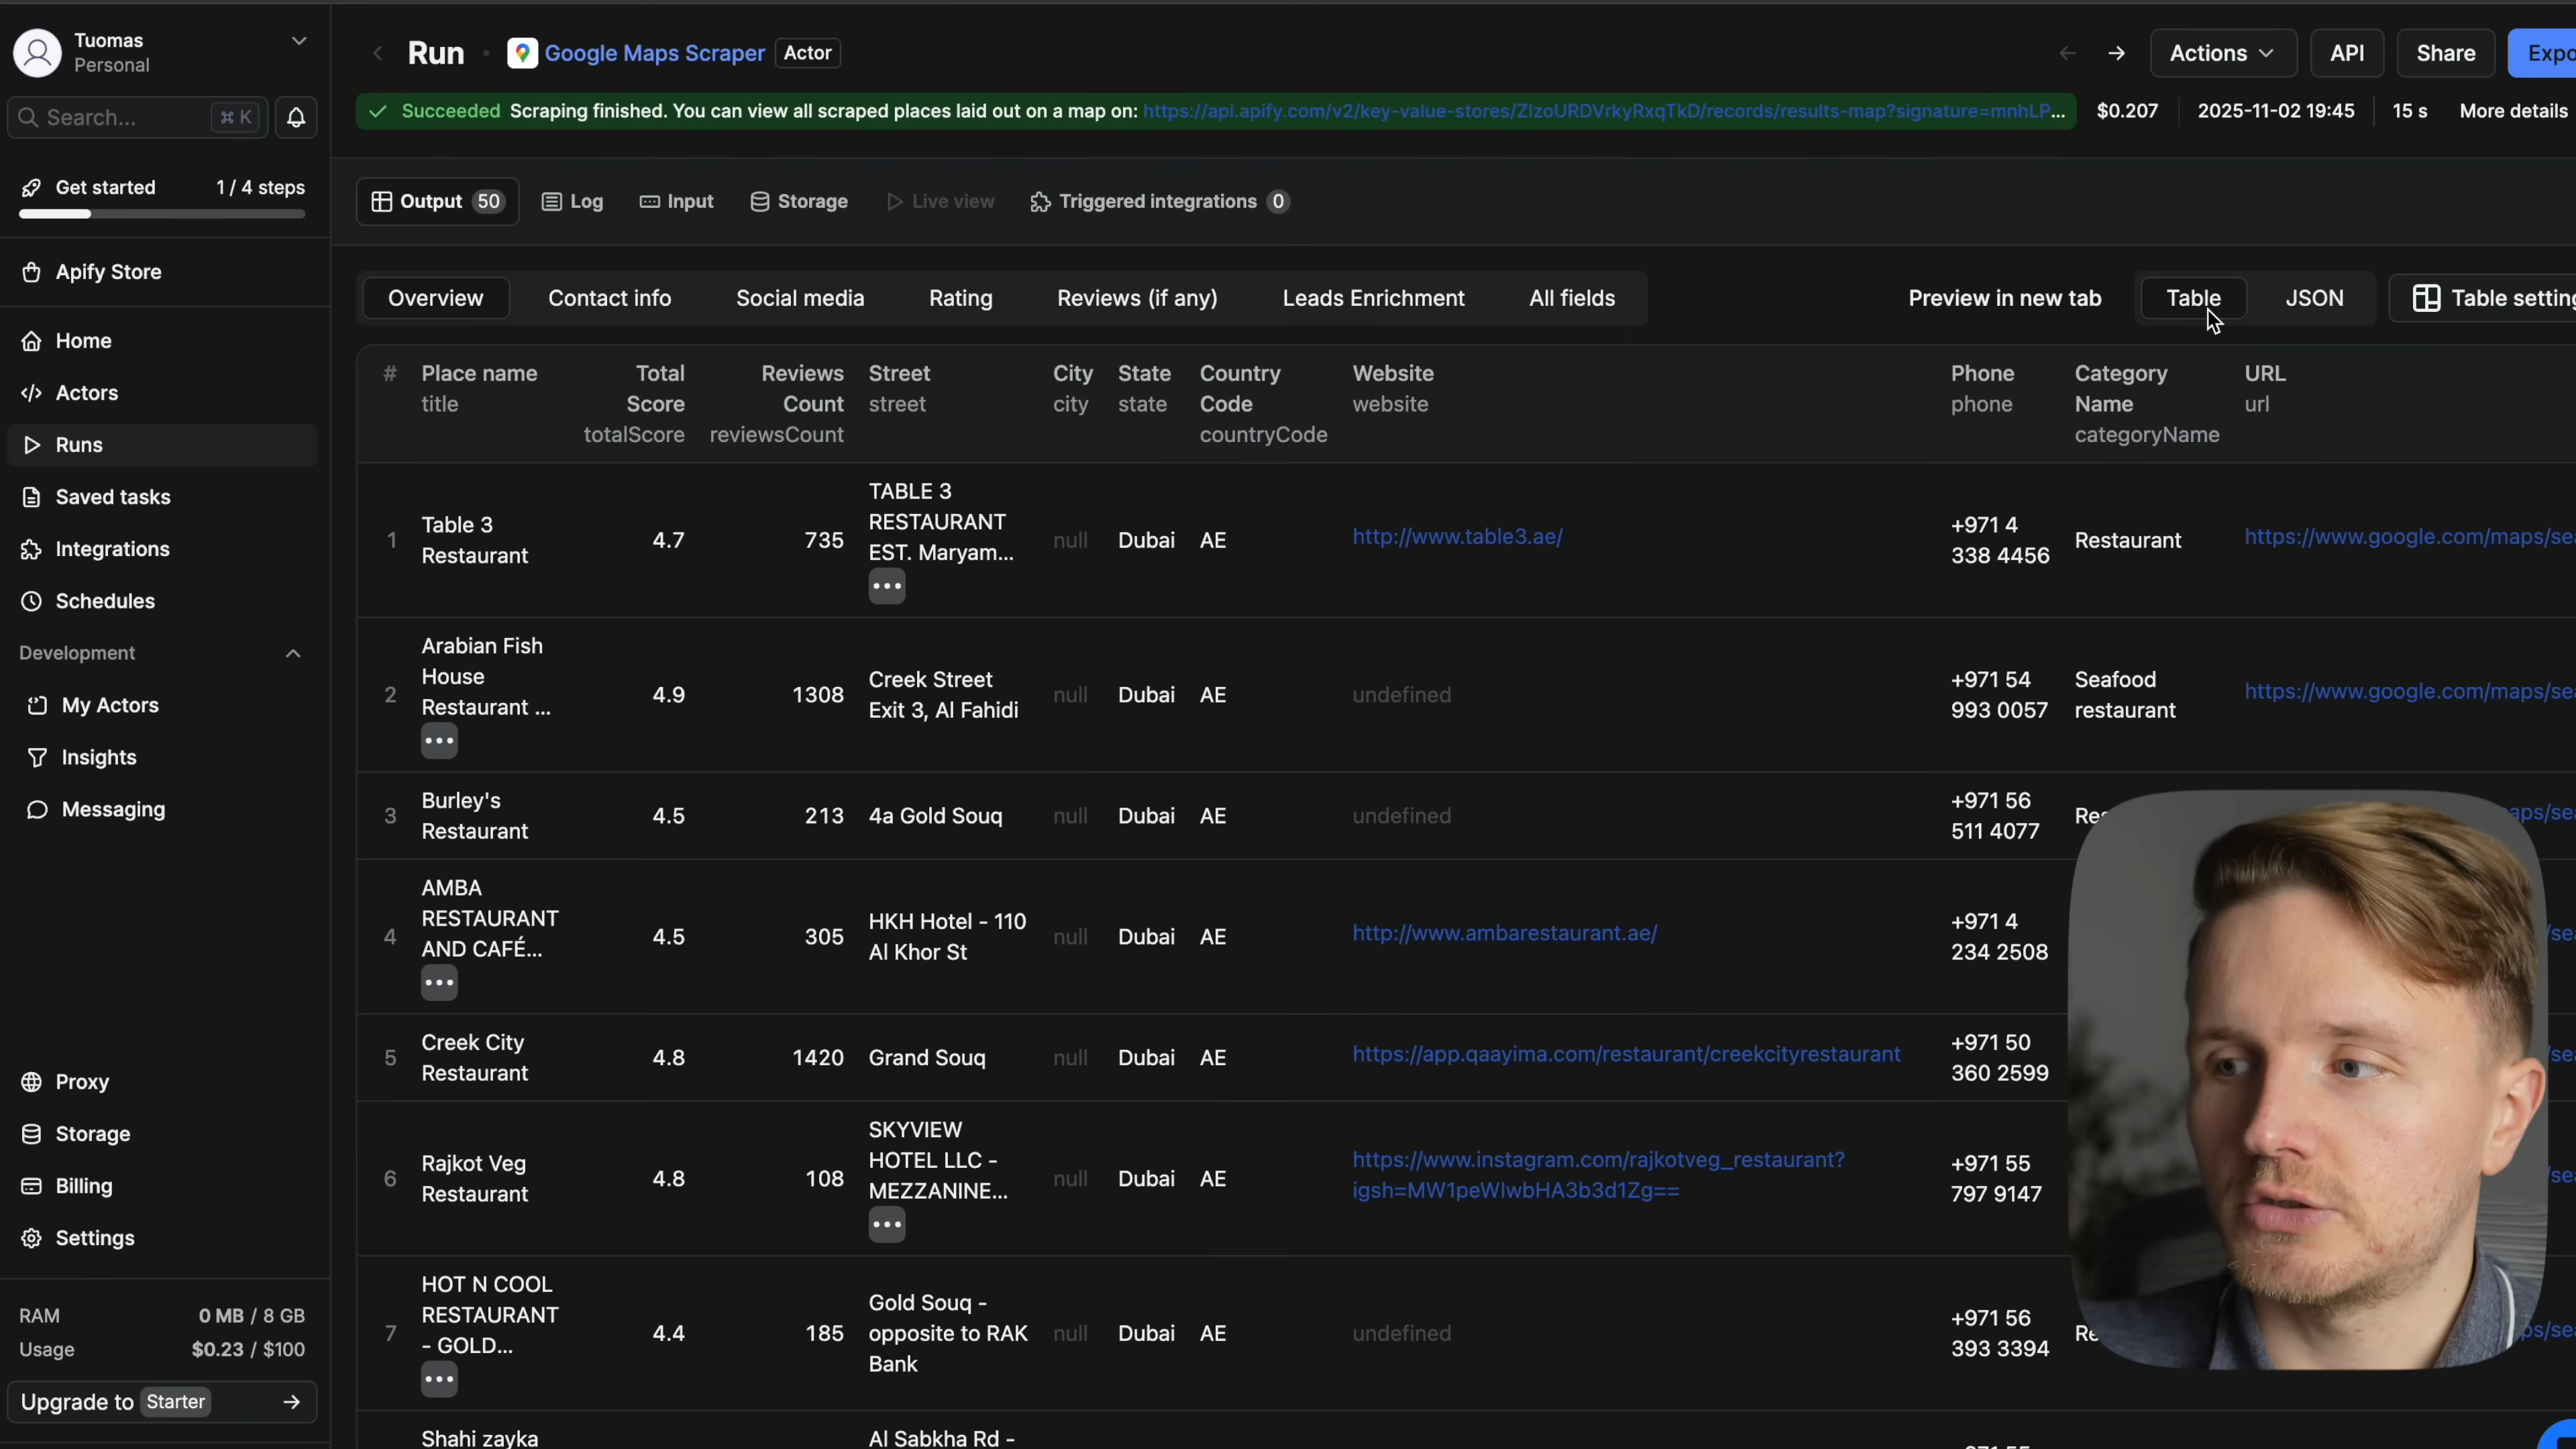 Tuomas
Personal
Search...
⌘ K
Get started 1 / 4 steps
Apify Store
Home
Actors
Runs
Saved tasks
Integrations
Schedules
Development
My Actors
Insights
Messaging
Proxy
Storage
Billing
Settings
RAM 0 MB / 8 GB
Usage $0.23 / $100
Upgrade to Starter
Run Google Maps Scraper Actor
Actions API Share
Succeeded Scraping finished. You can view all scraped places laid out on a map on: https://api.apify.com/v2/key-value-stores/ZIzoURDVrkyRxqTkD/records/results-map?signature=mnhLP...
$0.207 2025-11-02 19:45 15 s More details
Output 50 Log Input Storage Live view Triggered integrations 0
Overview Contact info Social media Rating Reviews (if any) Leads Enrichment All fields
Preview in new tab Table JSON Table
# Place name Total Reviews Street City State Country Website Phone Category URL
title Score Count street city state Code website phone Name url
totalScore reviewsCount countryCode categoryName
TABLE 3
Table 3 RESTAURANT +971 4
1 4.7 735 null Dubai AE http://www.table3.ae/ Restaurant https://www.google.com/maps/
Restaurant EST. Maryam... 338 4456
Arabian Fish
House Creek Street +971 54 Seafood
2 4.9 1308 null Dubai AE undefined https://www.google.com/maps/
Restaurant ... Exit 3, Al Fahidi 993 0057 restaurant
Burley's +971 56
3 4.5 213 4a Gold Souq null Dubai AE undefined
Restaurant 511 4077
AMBA
RESTAURANT HKH Hotel - 110 +971 4
4 4.5 305 null Dubai AE http://www.ambarestaurant.ae/
AND CAFÉ... Al Khor St 234 2508
Creek City +971 50
5 4.8 1420 Grand Souq null Dubai AE https://app.qaayima.com/restaurant/creekcityrestaurant
Restaurant 360 2599
SKYVIEW
Rajkot Veg HOTEL LLC - https://www.instagram.com/rajkotveg_restaurant? +971 55
6 4.8 108 null Dubai AE
Restaurant MEZZANINE... igsh=MW1peWlwbHA3b3d1Zg== 797 9147
HOT N COOL
RESTAURANT Gold Souq - +971 56
7 4.4 185 opposite to RAK null Dubai AE undefined
- GOLD... Bank 393 3394
Shahi zayka Al Sabkha Rd -